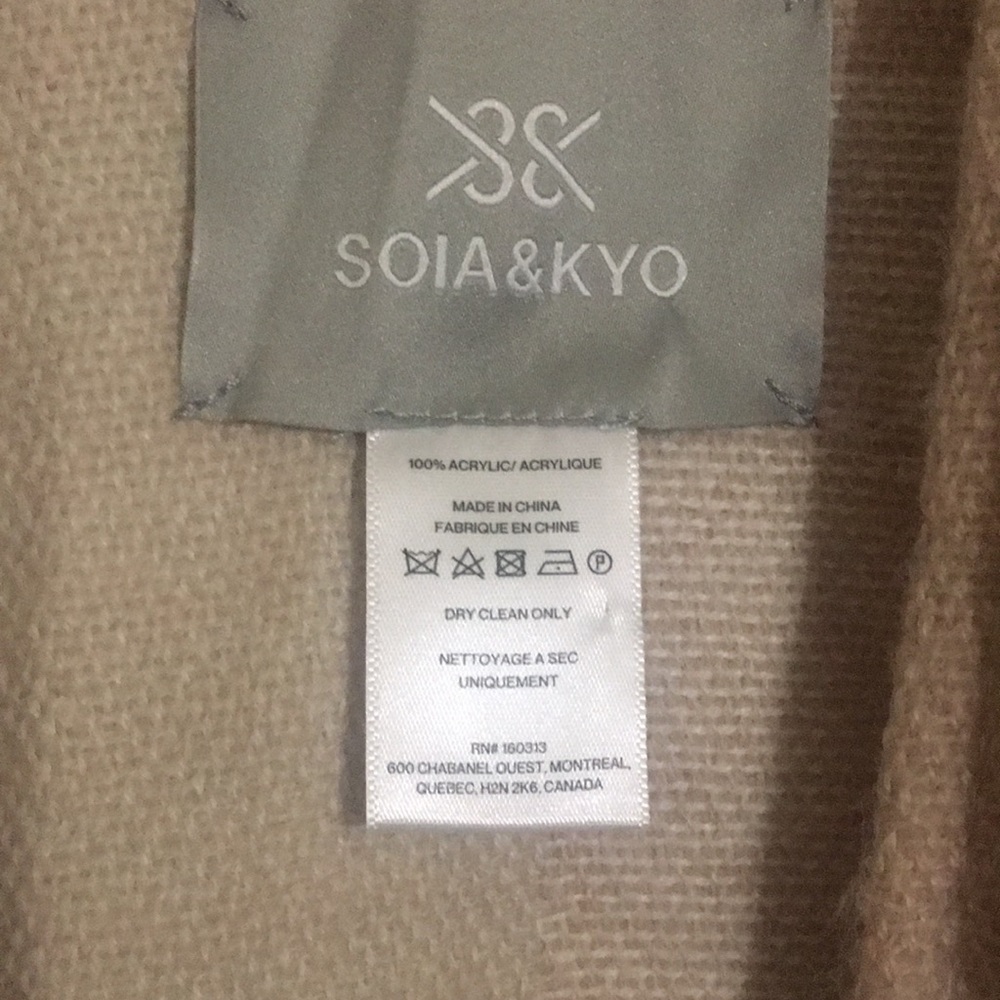 SOIA&KYO
100% ACRYLIC/ ACRYLIQUE
MADE IN CHINA
FABRIQUE EN CHINE
P
DRY CLEAN ONLY
NETTOYAGE A SEC
UNIQUEMENT
RN# 160313
600 CHABANEL OUEST, MONTREAL,
QUEBEC, H2N 2K6, CANADA